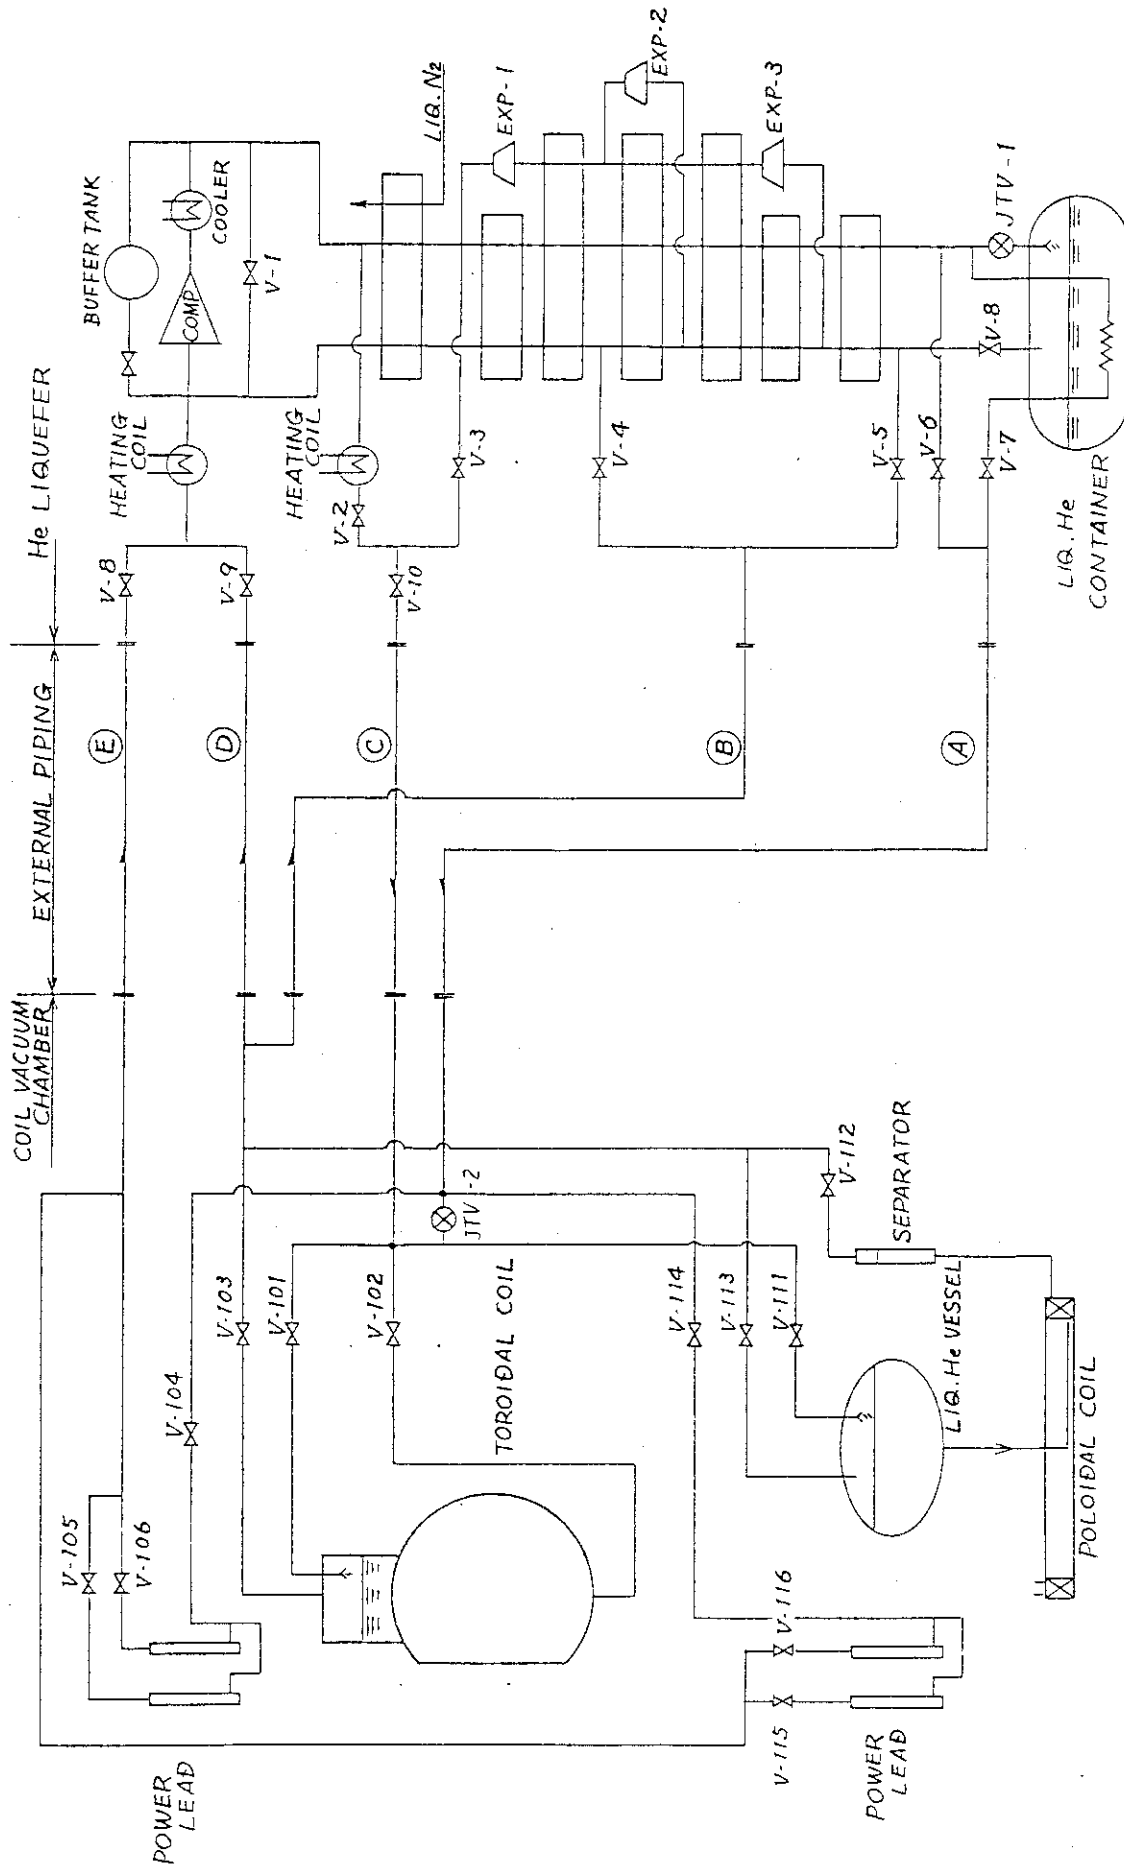 COIL VACUUM
CHAMBER
EXTERNAL PIPING
He LIQUEFER
BUFFER TANK
COMP
COOLER
V-1
HEATING
COIL
V-8
V-9
HEATING
COIL
V-2
V-10
V-3
LIQ. N2
EXP-1
EXP-2
EXP-3
V-4
V-5
V-6
V-7
V-8
JTV-1
LIQ. He
CONTAINER
E
D
C
B
A
POWER
LEAD
V-105
V-106
V-104
V-103
V-101
V-102
JTV-2
TOROIDAL COIL
V-114
V-113
V-111
V-112
SEPARATOR
LIQ. He VESSEL
POLOIDAL COIL
V-116
V-115
POWER
LEAD